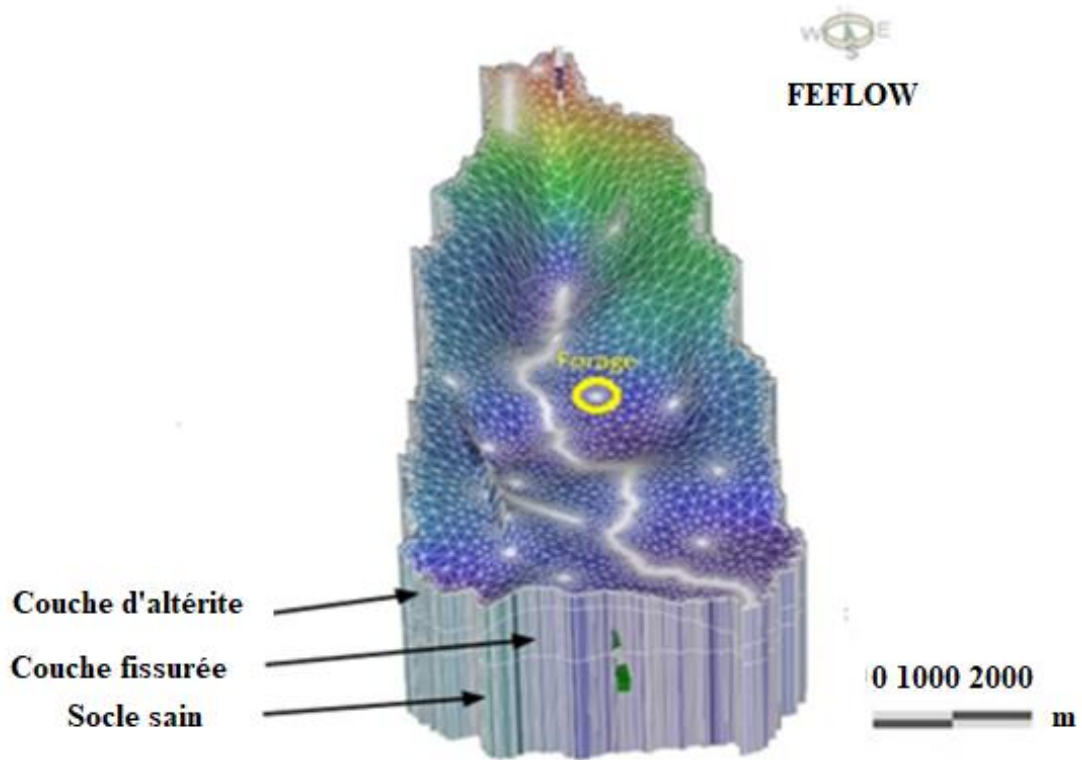 W E
S
FEFLOW
Forage
Couche d'altérite
Couche fissurée
Socle sain
0 1000 2000
m